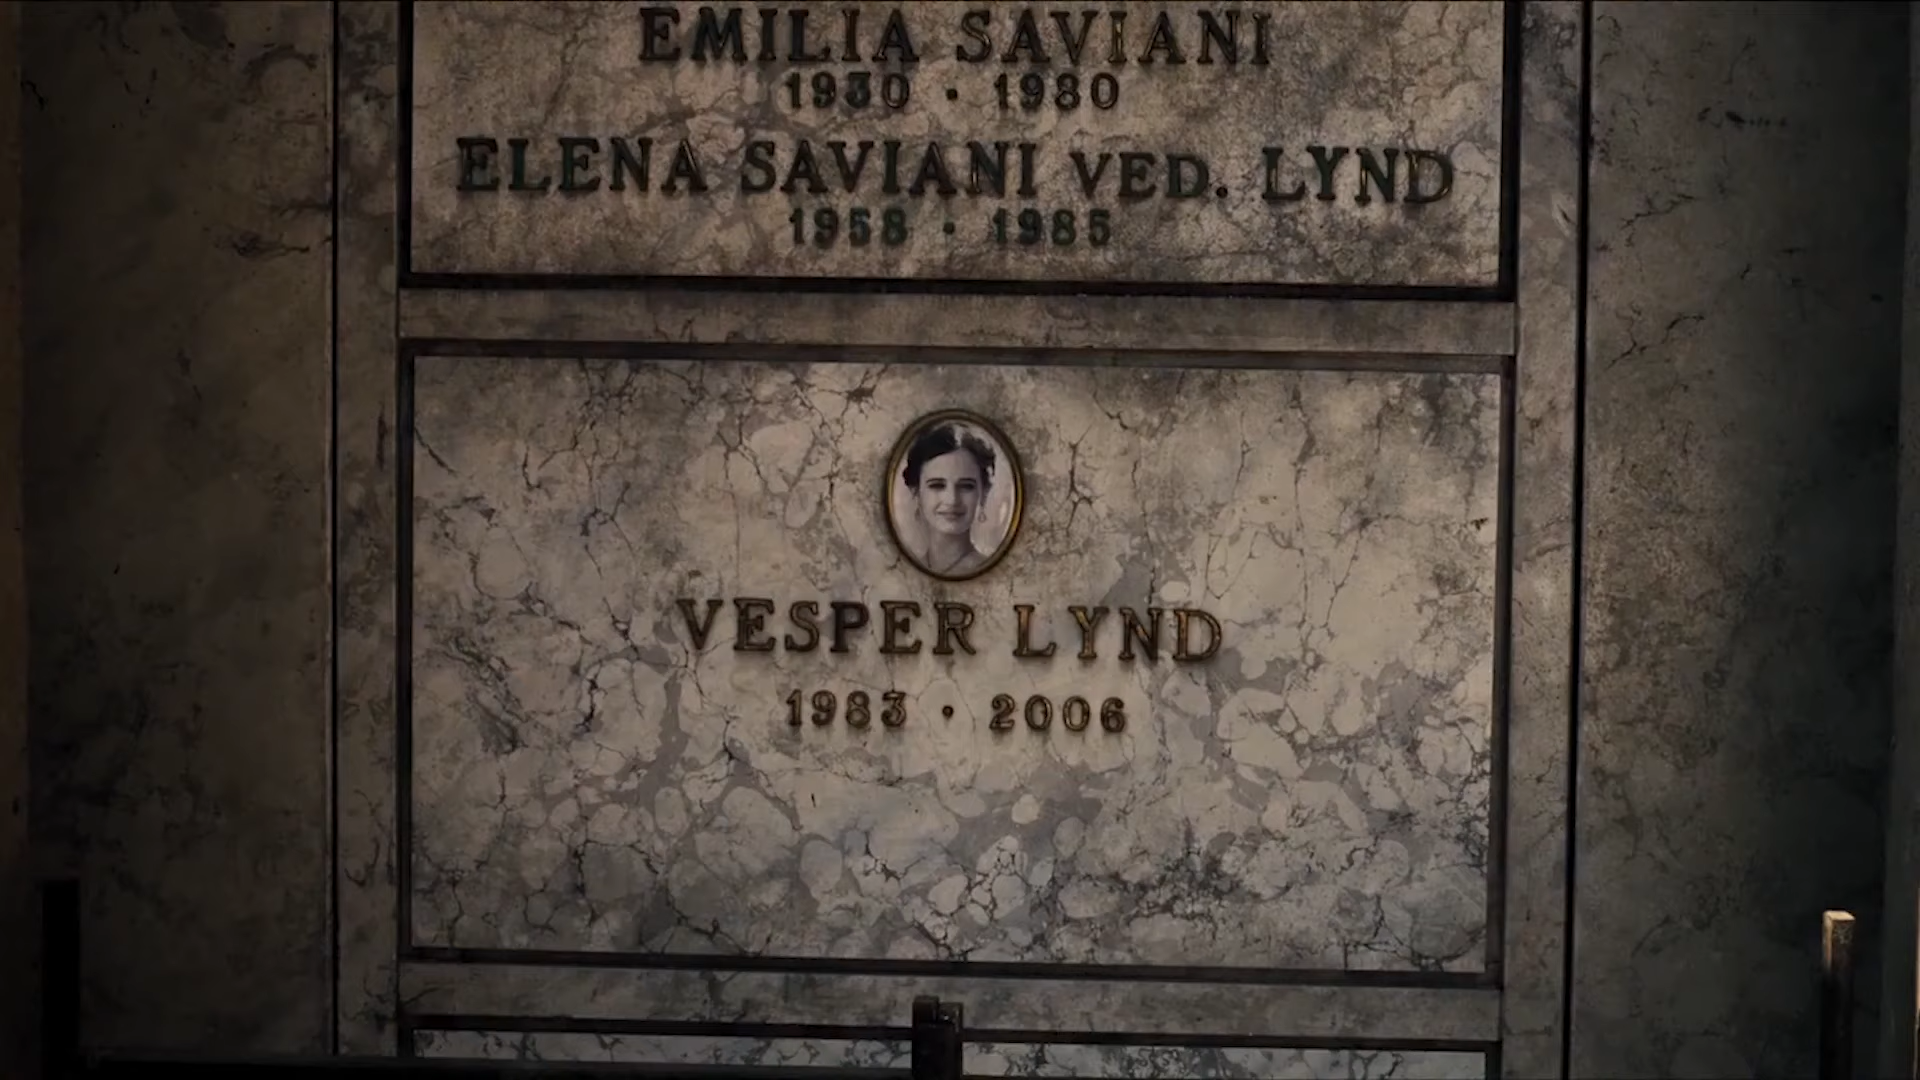 EMILIA SAVIANI
1930 • 1980
ELENA SAVIANI VED. LYND
1958 • 1985
VESPER LYND
1983 • 2006